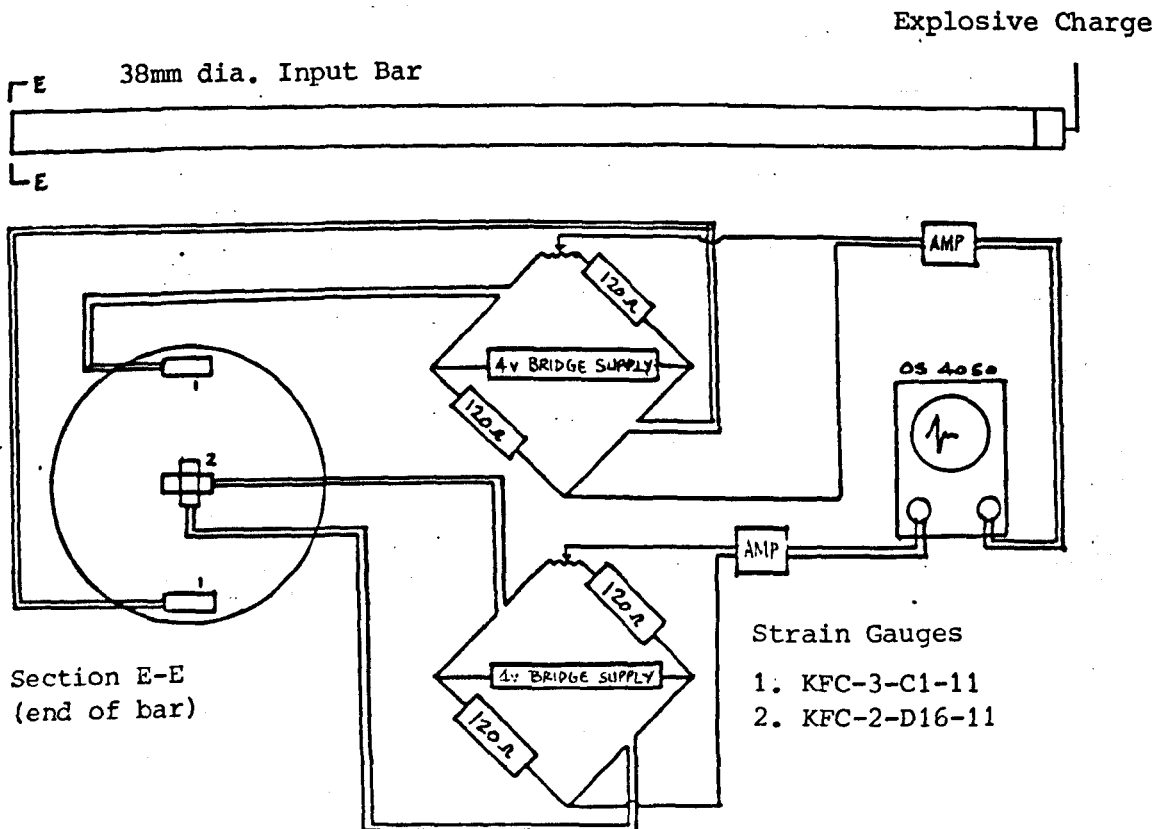 Explosive Charge
E
38mm dia. Input Bar
E
AMP
120Ω
4V BRIDGE SUPPLY
OS 4050
120Ω
1
2
AMP
1
120Ω
Strain Gauges
Section E-E
4V BRIDGE SUPPLY
1. KFC-3-C1-11
(end of bar)
2. KFC-2-D16-11
120Ω